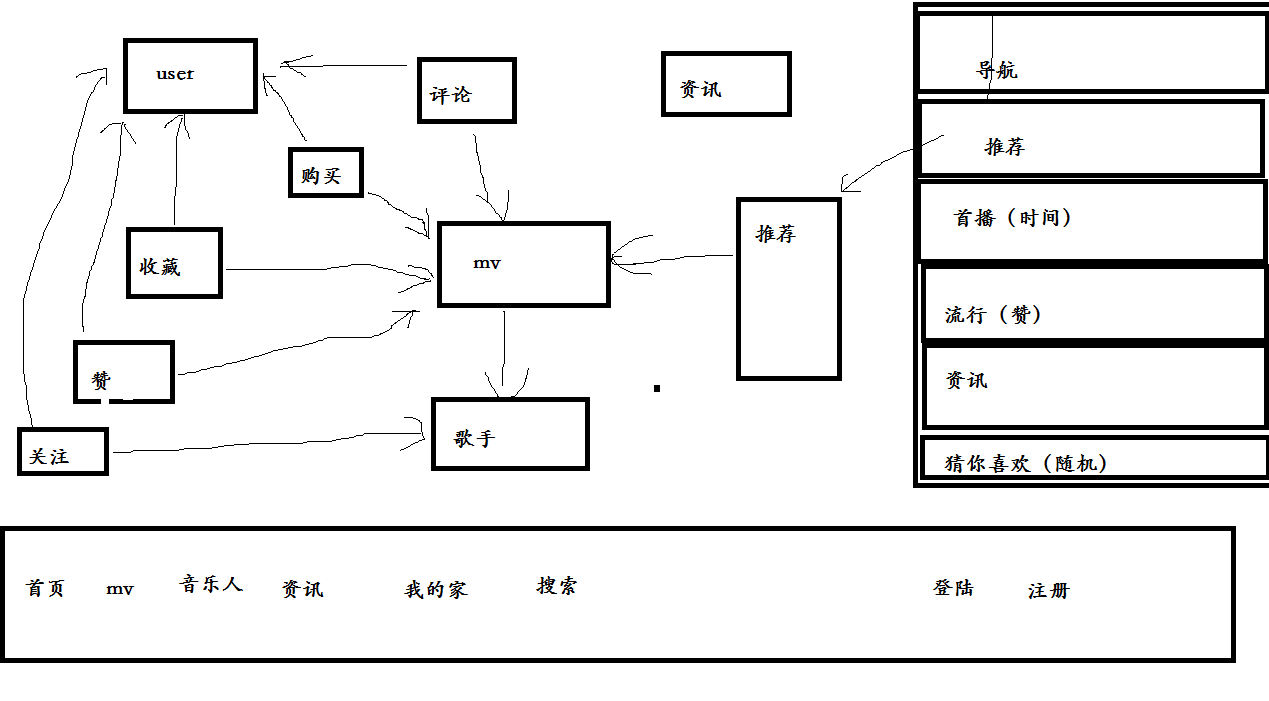 user
评论
资讯
购买
收藏
mv
推荐
赞
关注
歌手
导航
推荐
首播（时间）
流行（赞）
资讯
猜你喜欢（随机）
首页 mv 音乐人 资讯 我的家 搜索 登陆 注册